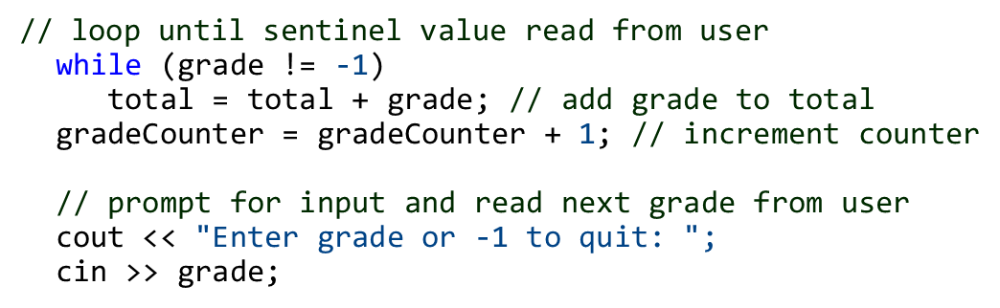 // loop until sentinel value read from user
while (grade != -1)
total = total + grade; // add grade to total
gradeCounter = gradeCounter + 1; // increment counter
// prompt for input and read next grade from user
cout << "Enter grade or -1 to quit: ";
cin >> grade;